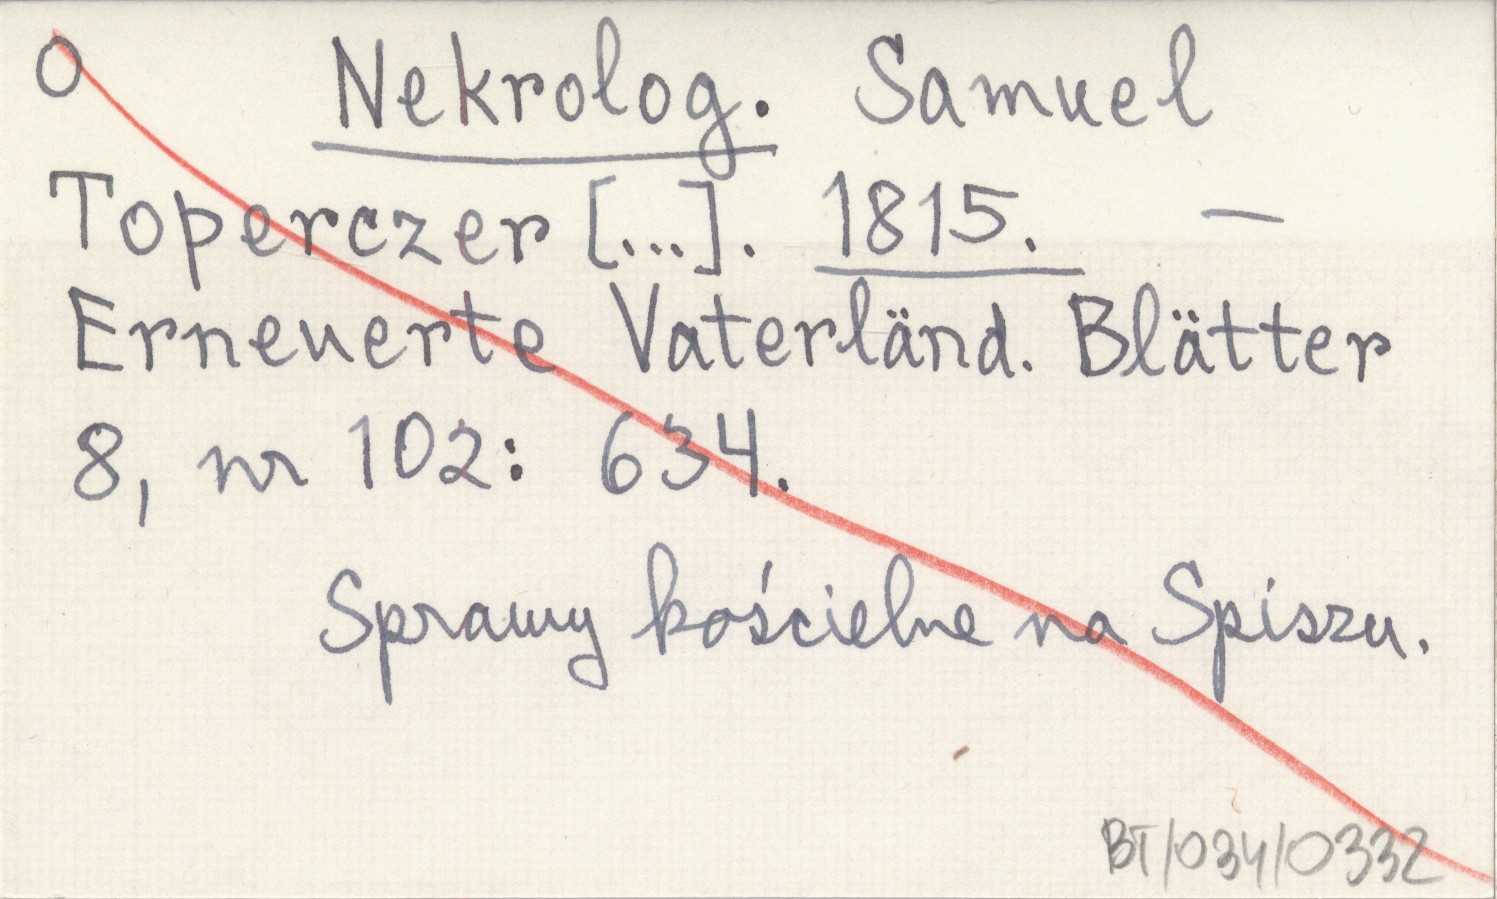 O Nekrolog. Samuel
Toperczer [...]. 1815. —
Erneuerte Vaterländ. Blätter
8, nr 102: 634.
Sprawy kościelne na Spiszu.
BT/034/0332